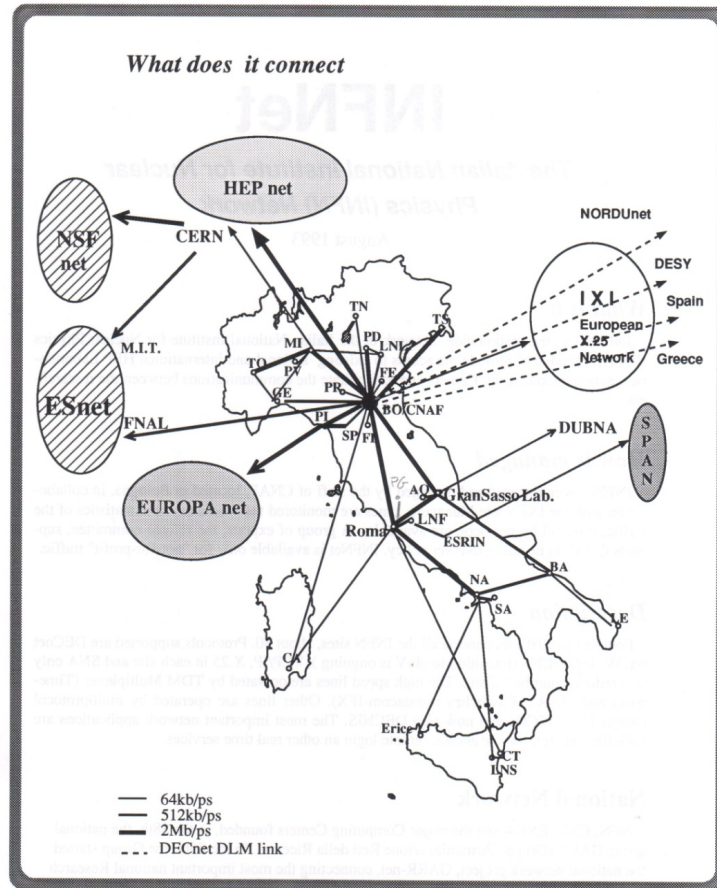 What does it connect
HEP net
NSF
net
CERN
NORDUnet
DESY
Spain
Greece
I X I
European
X.25
Network
TN
TS
PD
LNL
MI
M.I.T.
TO
PV
FF
PR
GE
ESnet
FNAL
PI
BO CNAF
SP
FI
DUBNA
S
P
A
N
EUROPA net
PG
AQ
GranSasso Lab.
LNF
Roma
ESRIN
NA
BA
SA
LE
CA
Erice
CT
LNS
64kb/ps
512kb/ps
2Mb/ps
DECnet DLM link